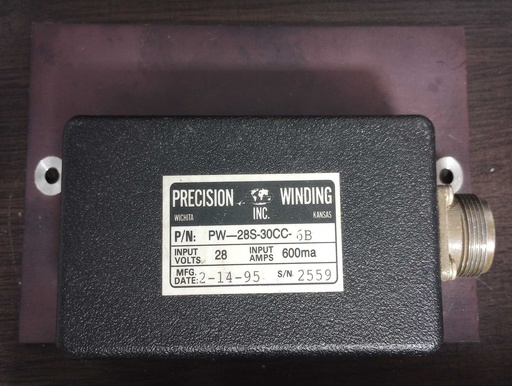 PRECISION WINDING
WICHITA INC. KANSAS
P/N: PW—28S-30CC-6B
INPUT VOLTS 28 INPUT AMPS 600ma
MFG. DATE: 2-14-95 S/N 2559